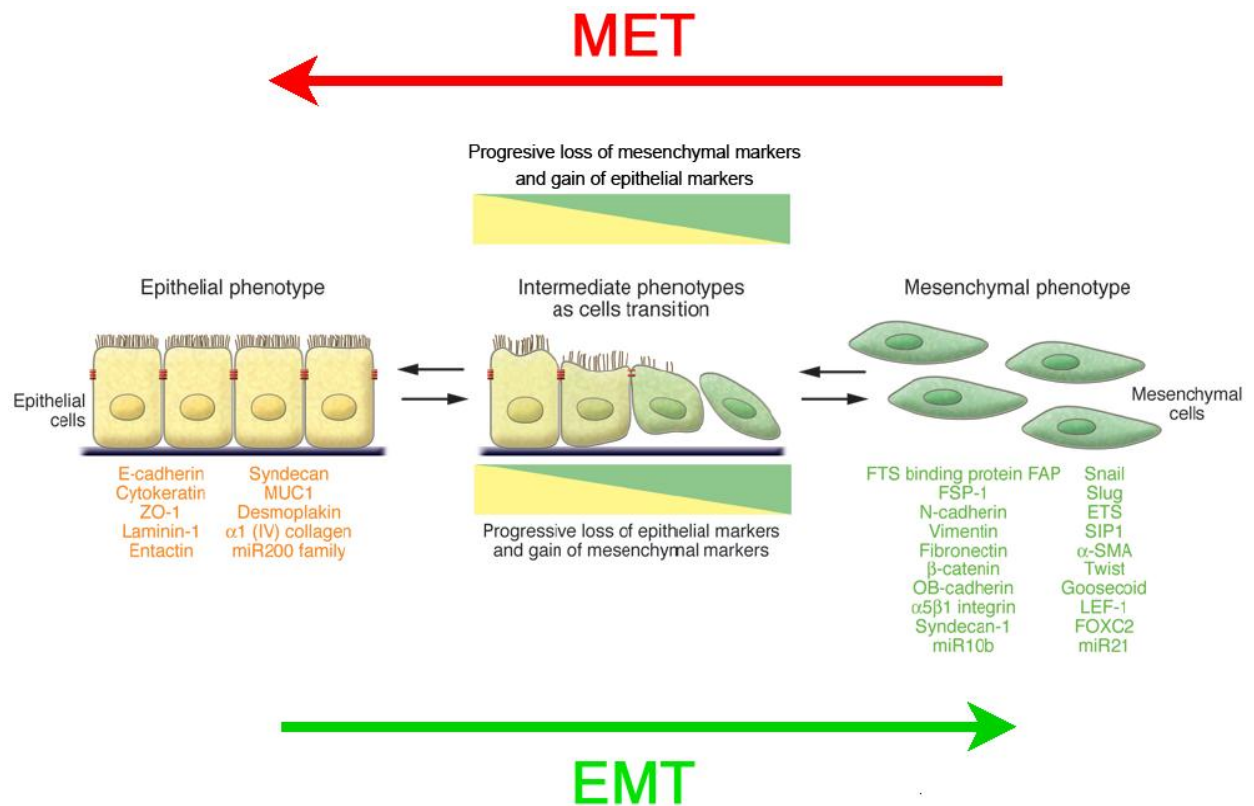 MET
Progresive loss of mesenchymal markers
and gain of epithelial markers
Epithelial phenotype
Intermediate phenotypes
as cells transition
Mesenchymal phenotype
Epithelial
cells
Mesenchymal
cells
E-cadherin
Cytokeratin
ZO-1
Laminin-1
Entactin
Syndecan
MUC1
Desmoplakin
α1 (IV) collagen
miR200 family
Progressive loss of epithelial markers
and gain of mesenchynnal markers
FTS binding protein FAP
FSP-1
N-cadherin
Vimentin
Fibronectin
β-catenin
OB-cadherin
α5β1 integrin
Syndecan-1
miR10b
Snail
Slug
ETS
SIP1
α-SMA
Twist
Goosecoid
LEF-1
FOXC2
miR21
EMT